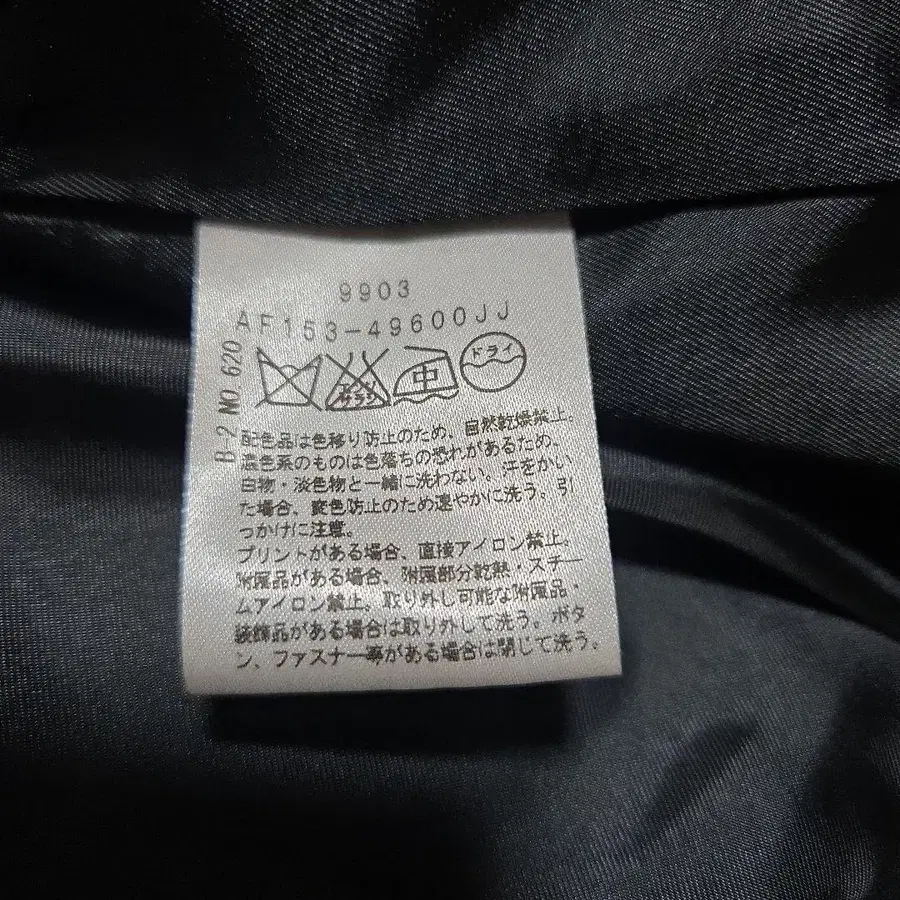 9903
AF153-49600JJ
B-2 NO. 620
エンソ
サラシ
中
ドライ
配色品は色移り防止のため、自然乾燥禁止。
濃色系のものは色落ちの恐れがあるため、
白物・淡色物と一緒に洗わない。汗をかい
た場合、変色防止のため速やかに洗う。引
っかけに注意。
プリントがある場合、直接アイロン禁止。
附属品がある場合、附属部分乾熱・スチー
ムアイロン禁止。取り外し可能な附属品・
装飾品がある場合は取り外して洗う。ボタ
ン、ファスナー等がある場合は閉じて洗う。